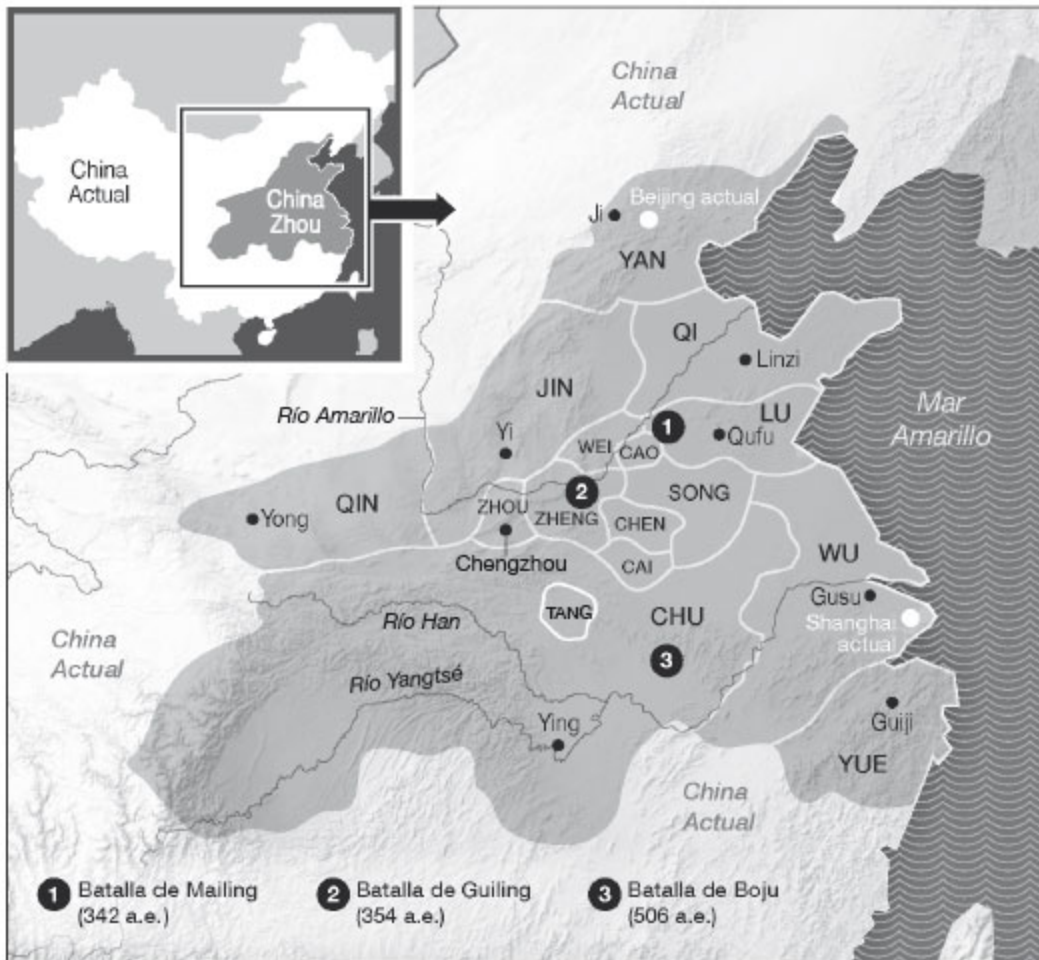 China
Actual
China
Zhou
China
Actual
Ji
Beijing actual
YAN
QI
Linzi
JIN
Río Amarillo
LU
Mar
Amarillo
Yi
WEI
CAO
1
Qufu
QIN
Yong
ZHOU
2
ZHENG
SONG
CHEN
Chengzhou
CAI
WU
Gusu
TANG
CHU
Shanghai
actual
Río Han
China
Actual
3
Río Yangtsé
Ying
Guiji
YUE
China
Actual
1 Batalla de Mailing
(342 a.e.)
2 Batalla de Guiling
(354 a.e.)
3 Batalla de Boju
(506 a.e.)